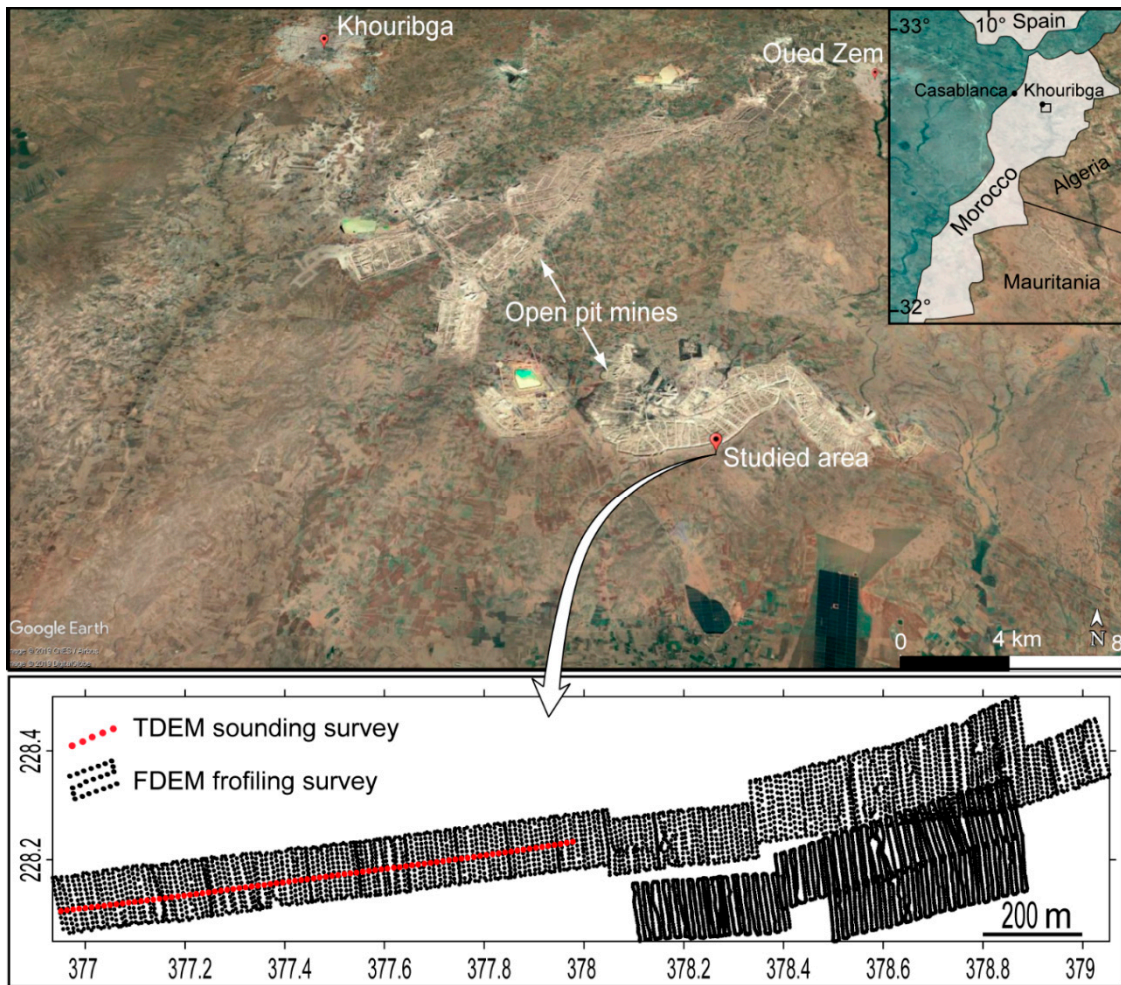 Khouribga
Oued Zem
Open pit mines
Studied area
33°
10°
Spain
Casablanca
Khouribga
Morocco
Algeria
Mauritania
32°
Google Earth
N
0 4 km 8
TDEM sounding survey
FDEM frofiling survey
228.4
228.2
200 m
377 377.2 377.4 377.6 377.8 378 378.2 378.4 378.6 378.8 379